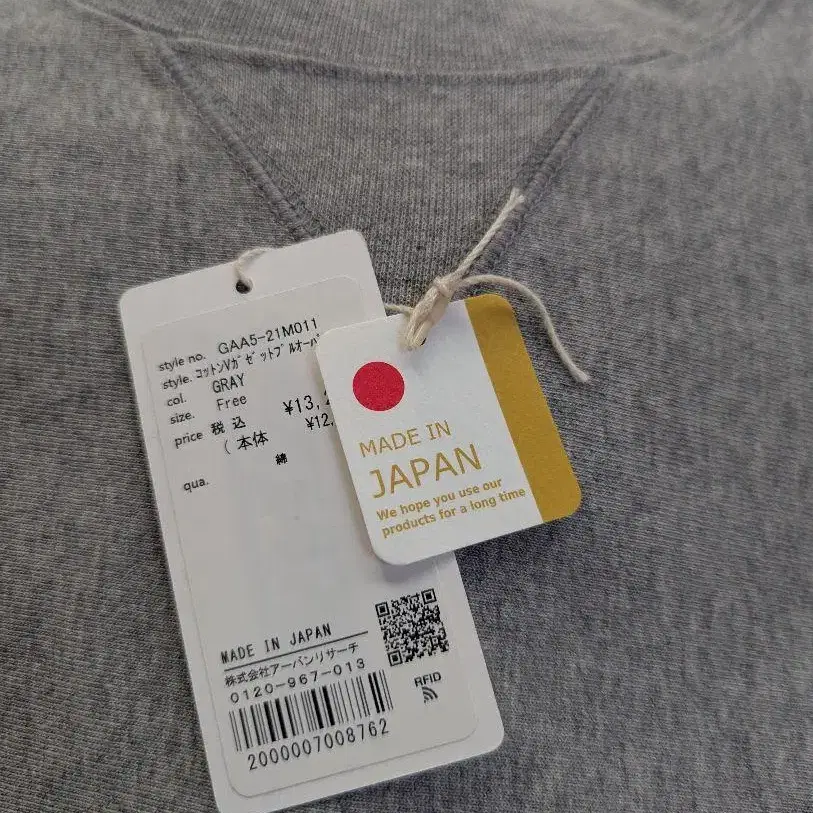 style no. GAA5-21M011
style. コットンVガゼットプルオーバ
col. GRAY
size. Free
price 税込 ¥13,
(本体 ¥12,
綿
qua.
MADE IN JAPAN
株式会社アーバンリサーチ
0120-967-013
RFID
2000007008762
MADE IN
JAPAN
We hope you use our
products for a long time